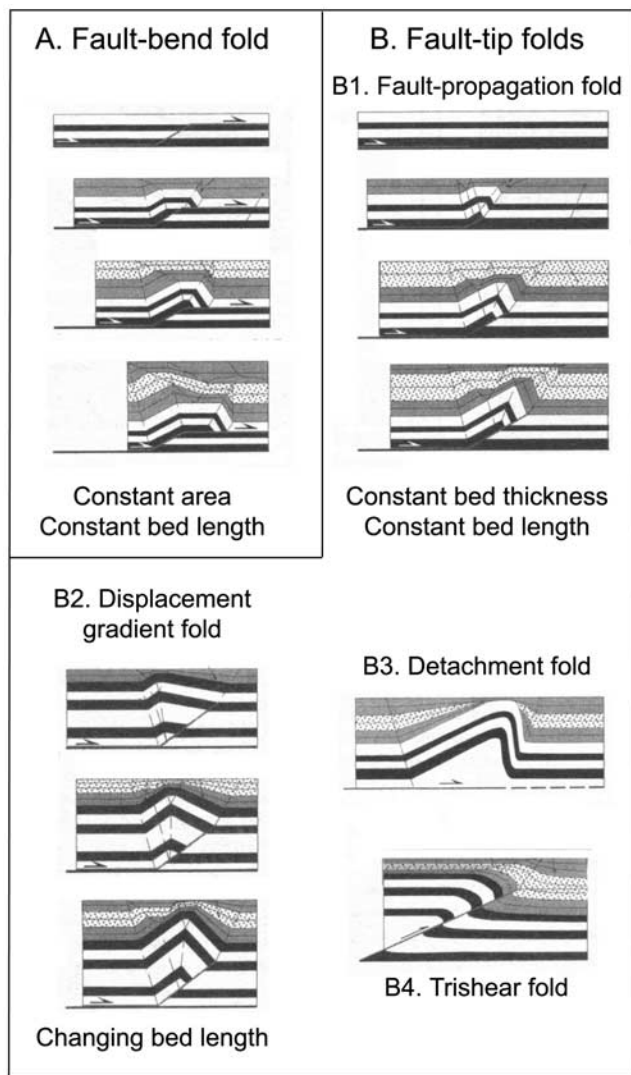 A. Fault-bend fold
B. Fault-tip folds
B1. Fault-propagation fold
Constant area
Constant bed length
Constant bed thickness
Constant bed length
B2. Displacement
gradient fold
B3. Detachment fold
B4. Trishear fold
Changing bed length